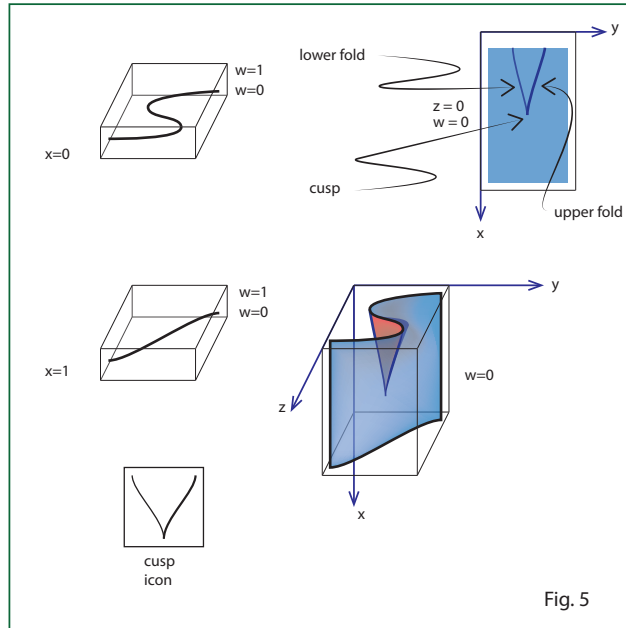 w=1
w=0
x=0
lower fold
y
z=0
w=0
cusp
x
upper fold
w=1
w=0
x=1
y
w=0
z
x
cusp
icon
Fig. 5